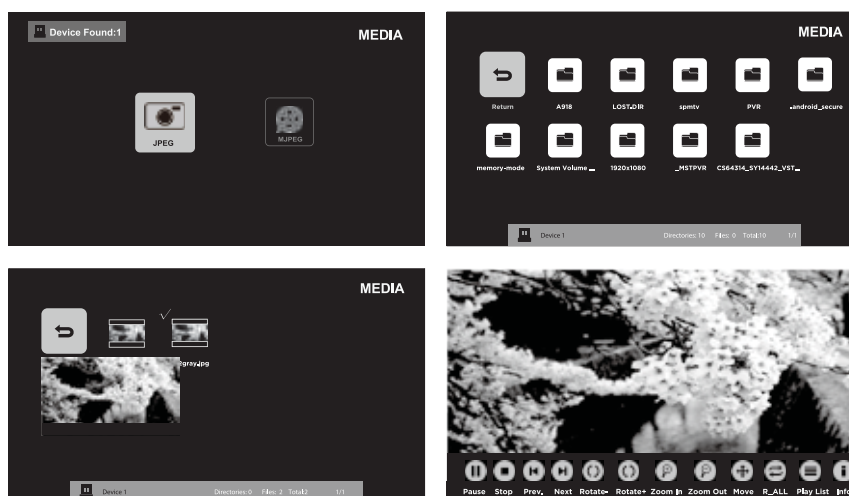 Device Found:1
MEDIA
JPEG
MJPEG
MEDIA
Return A918 LOST.DIR spmtv PVR .android_secure
memory-mode System Volume _ 1920x1080 _MSTPVR CS64314_SY14442_VST_
Device 1 Directories: 10 Files: 0 Total:10 1/1
MEDIA
gray.jpg
Device 1 Directories: 0 Files: 2 Total:2 1/1
Pause Stop Prev. Next Rotate- Rotate+ Zoom In Zoom Out Move R_ALL Play List Info